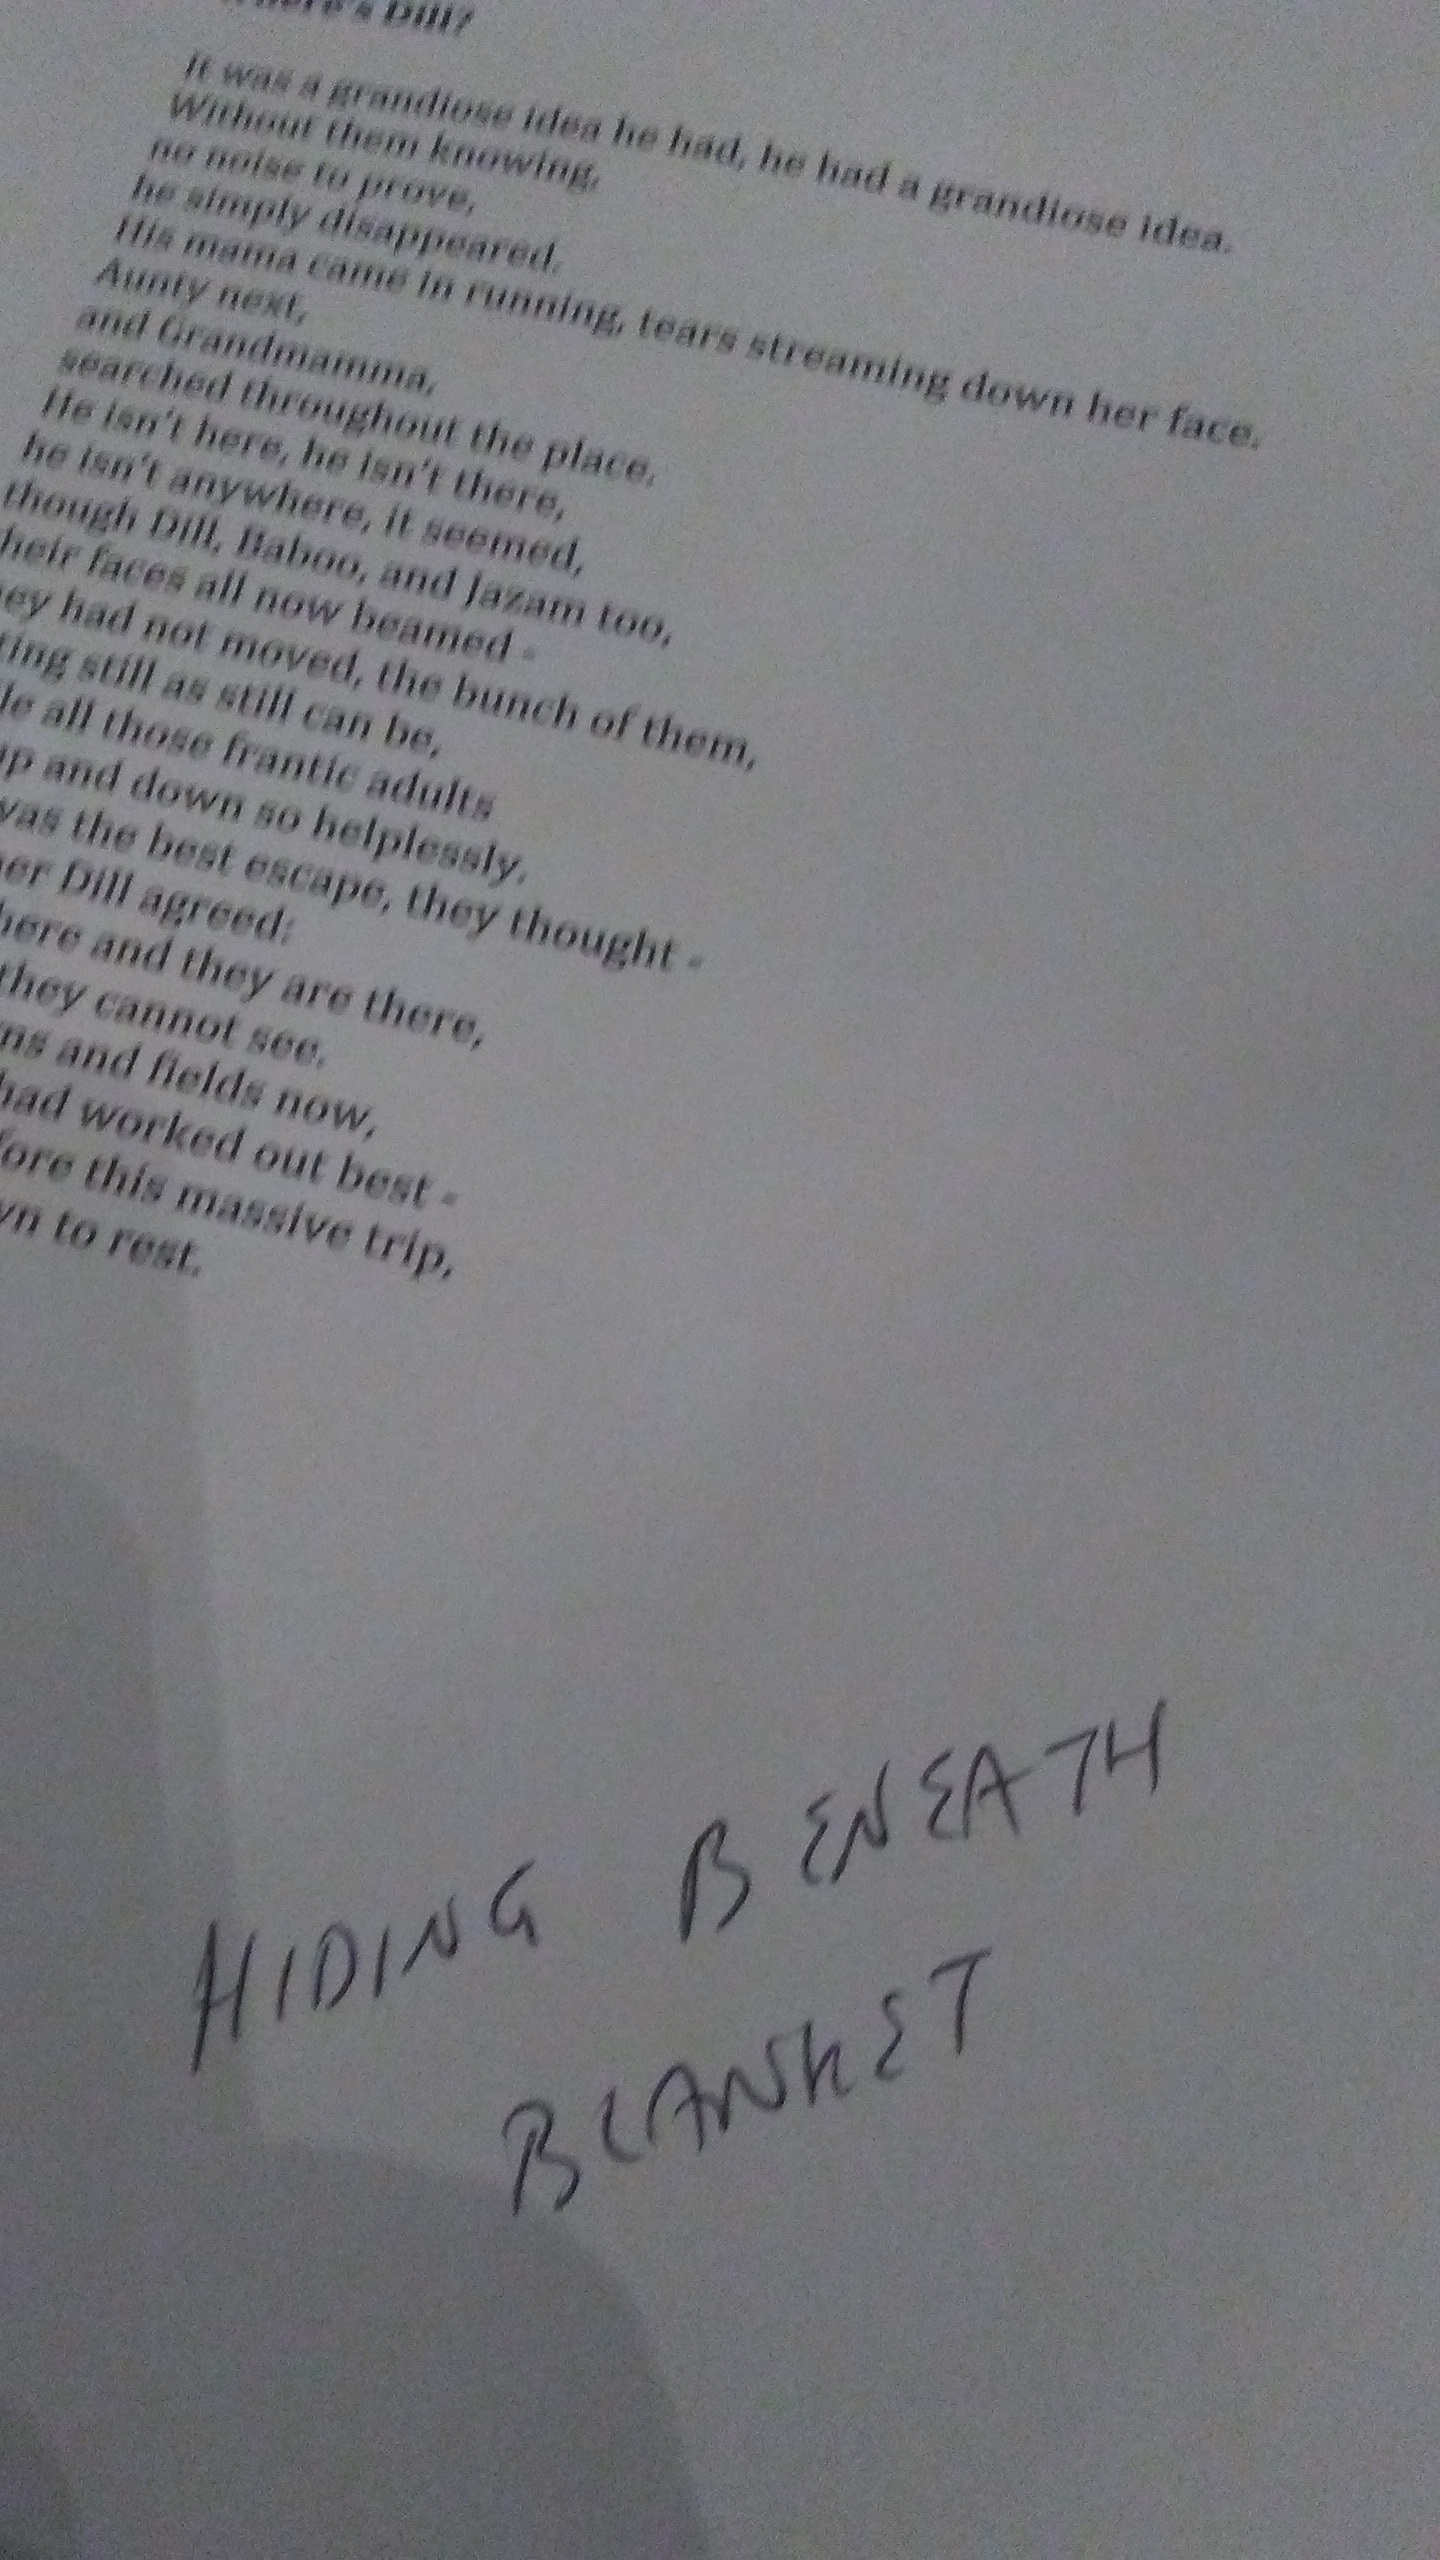 Dill?
It was a grandiose idea he had, he had a grandiose idea.
Without them knowing,
no noise to prove,
he simply disappeared.
His mama came in running, tears streaming down her face.
Aunty next,
and Grandmamma,
searched throughout the place.
He isn't here, he isn't there,
he isn't anywhere, it seemed,
though Dill, Baboo, and Jazam too,
heir faces all now beamed -
ey had not moved, the bunch of them,
ting still as still can be,
le all those frantic adults
up and down so helplessly.
was the best escape, they thought -
er Dill agreed:
here and they are there,
they cannot see.
ns and fields now,
had worked out best -
fore this massive trip,
wn to rest.
HIDING BENEATH
BLANKET